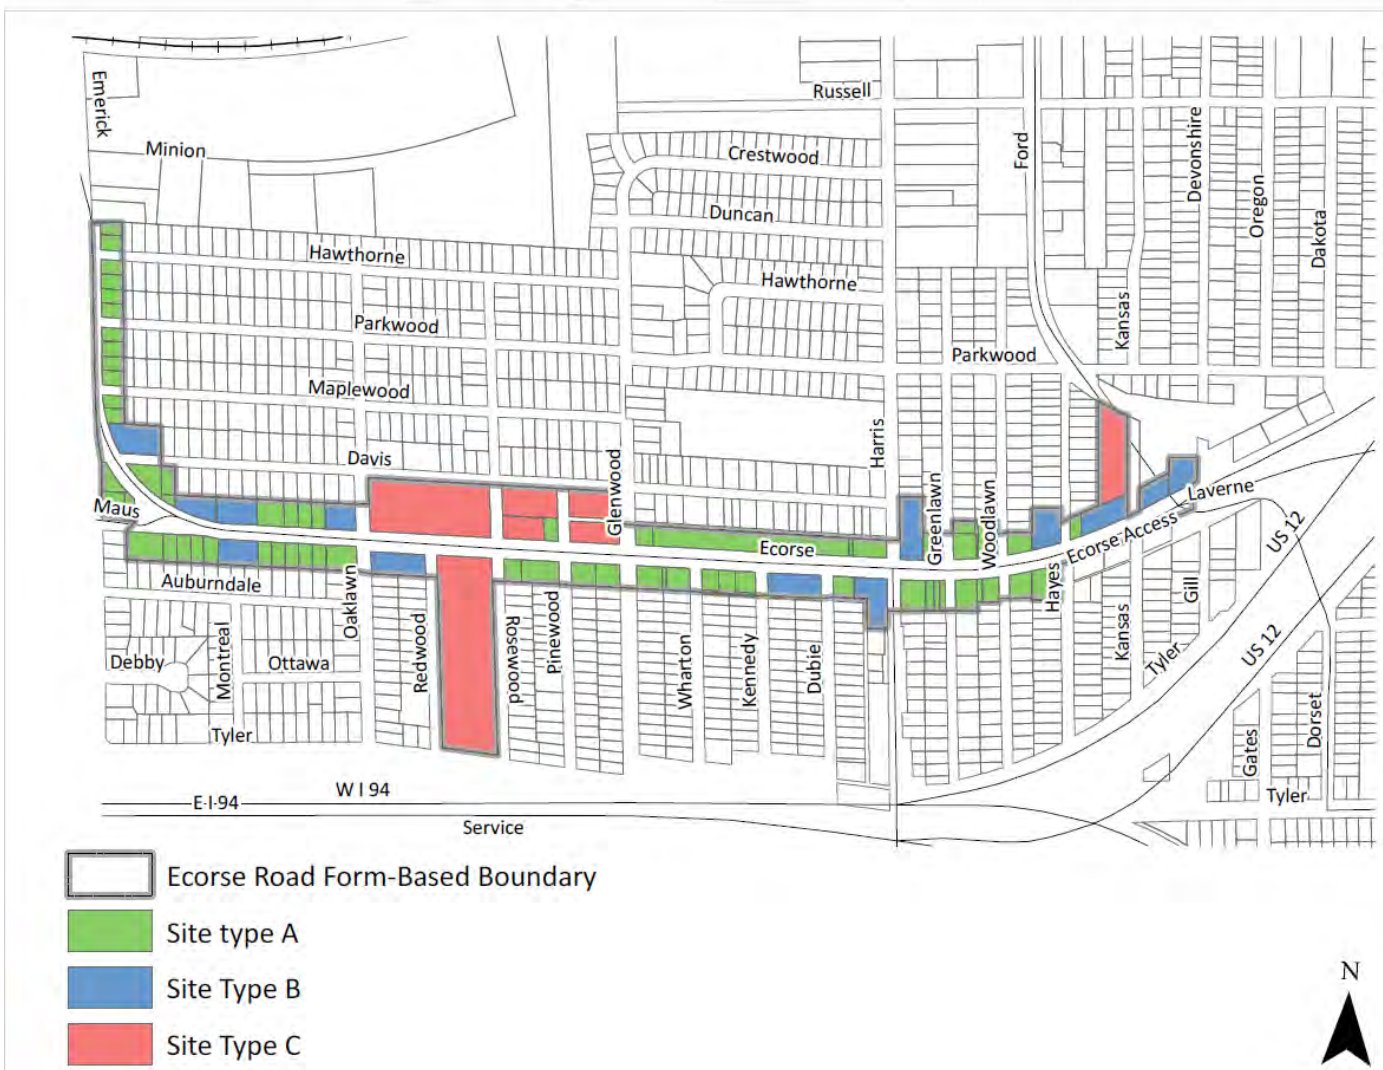 Emerick
Minion
Russell
Crestwood
Duncan
Hawthorne
Hawthorne
Parkwood
Parkwood
Maplewood
Davis
Maus
Auburndale
Debby
Montreal
Ottawa
Tyler
Oaklawn
Redwood
Rosewood
Pinewood
Glenwood
Ecorse
Wharton
Kennedy
Dubie
Harris
Greenlawn
Woodlawn
Hayes
Ecorse Access
Laverne
Ford
Kansas
Devonshire
Oregon
Dakota
Kansas
Gill
Tyler
US 12
US 12
Gates
Dorset
Tyler
E I 94
W I 94
Service
Ecorse Road Form-Based Boundary
Site type A
Site Type B
Site Type C
N